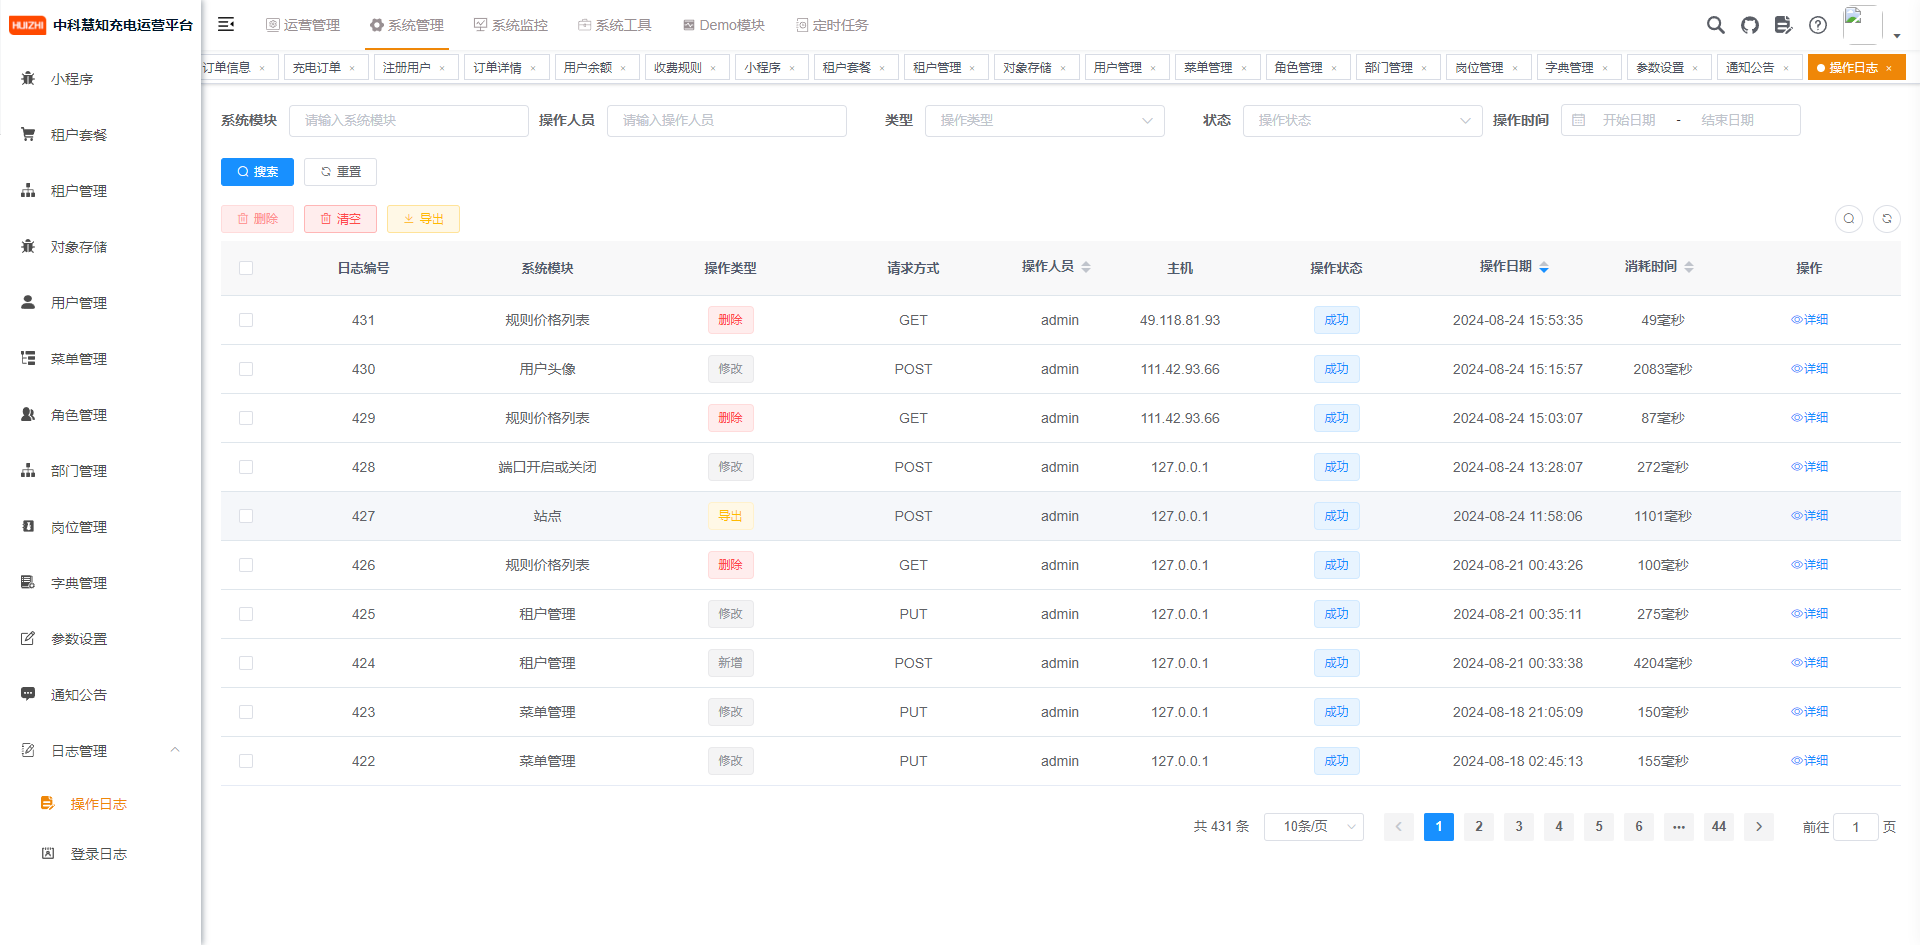 HUIZHI 中科慧知充电运营平台
运营管理 系统管理 系统监控 系统工具 Demo模块 定时任务
订单信息 × 充电订单 × 注册用户 × 订单详情 × 用户余额 × 收费规则 × 小程序 × 租户套餐 × 租户管理 × 对象存储 × 用户管理 × 菜单管理 × 角色管理 × 部门管理 × 岗位管理 × 字典管理 × 参数设置 × 通知公告 × 操作日志 ×
小程序
租户套餐
租户管理
对象存储
用户管理
菜单管理
角色管理
部门管理
岗位管理
字典管理
参数设置
通知公告
日志管理
操作日志
登录日志
系统模块 请输入系统模块 操作人员 请输入操作人员 类型 操作类型 状态 操作状态 操作时间 开始日期 - 结束日期
搜索 重置
删除 清空 导出
日志编号 系统模块 操作类型 请求方式 操作人员 主机 操作状态 操作日期 消耗时间 操作
431 规则价格列表 删除 GET admin 49.118.81.93 成功 2024-08-24 15:53:35 49毫秒 详细
430 用户头像 修改 POST admin 111.42.93.66 成功 2024-08-24 15:15:57 2083毫秒 详细
429 规则价格列表 删除 GET admin 111.42.93.66 成功 2024-08-24 15:03:07 87毫秒 详细
428 端口开启或关闭 修改 POST admin 127.0.0.1 成功 2024-08-24 13:28:07 272毫秒 详细
427 站点 导出 POST admin 127.0.0.1 成功 2024-08-24 11:58:06 1101毫秒 详细
426 规则价格列表 删除 GET admin 127.0.0.1 成功 2024-08-21 00:43:26 100毫秒 详细
425 租户管理 修改 PUT admin 127.0.0.1 成功 2024-08-21 00:35:11 275毫秒 详细
424 租户管理 新增 POST admin 127.0.0.1 成功 2024-08-21 00:33:38 4204毫秒 详细
423 菜单管理 修改 PUT admin 127.0.0.1 成功 2024-08-18 21:05:09 150毫秒 详细
422 菜单管理 修改 PUT admin 127.0.0.1 成功 2024-08-18 02:45:13 155毫秒 详细
共 431 条 10条/页 1 2 3 4 5 6 ··· 44 前往 1 页